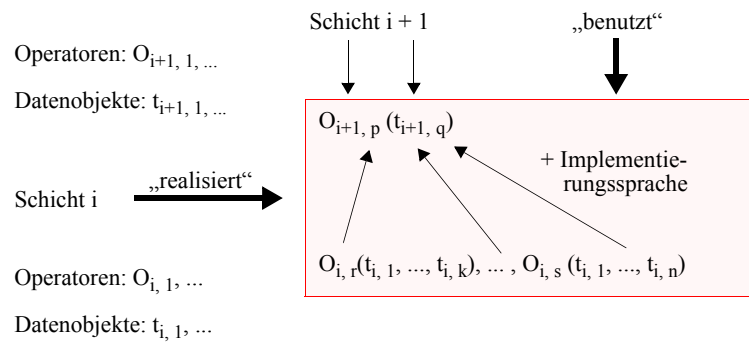 Schicht i + 1
„benutzt“
Operatoren: O_{i+1, 1, ...}
Datenobjekte: t_{i+1, 1, ...}
O_{i+1, p} (t_{i+1, q})
+ Implementie-
rungssprache
„realisiert“
Schicht i
O_{i, r}(t_{i, 1}, ..., t_{i, k}), ... , O_{i, s} (t_{i, 1}, ..., t_{i, n})
Operatoren: O_{i, 1}, ...
Datenobjekte: t_{i, 1}, ...